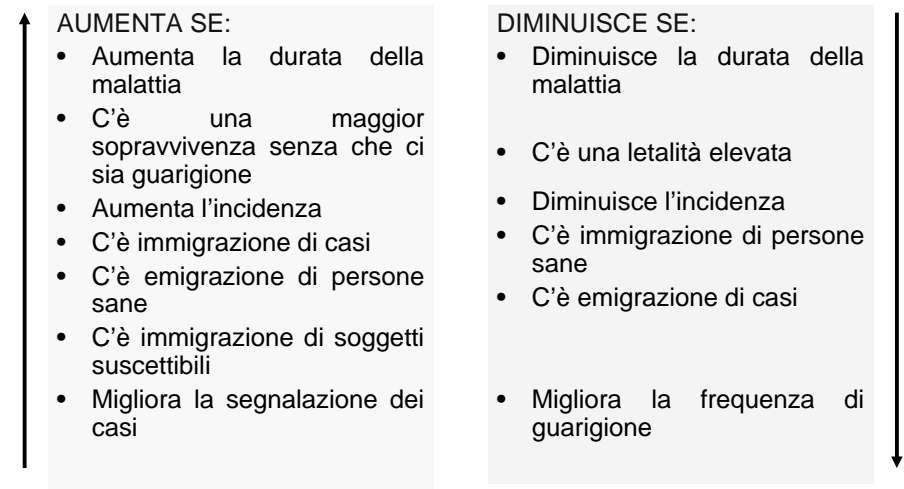 AUMENTA SE:
• Aumenta la durata della
malattia
• C’è una maggior
sopravvivenza senza che ci
sia guarigione
• Aumenta l’incidenza
• C’è immigrazione di casi
• C’è emigrazione di persone
sane
• C’è immigrazione di soggetti
suscettibili
• Migliora la segnalazione dei
casi
DIMINUISCE SE:
• Diminuisce la durata della
malattia
• C’è una letalità elevata
• Diminuisce l’incidenza
• C’è immigrazione di persone
sane
• C’è emigrazione di casi
• Migliora la frequenza di
guarigione